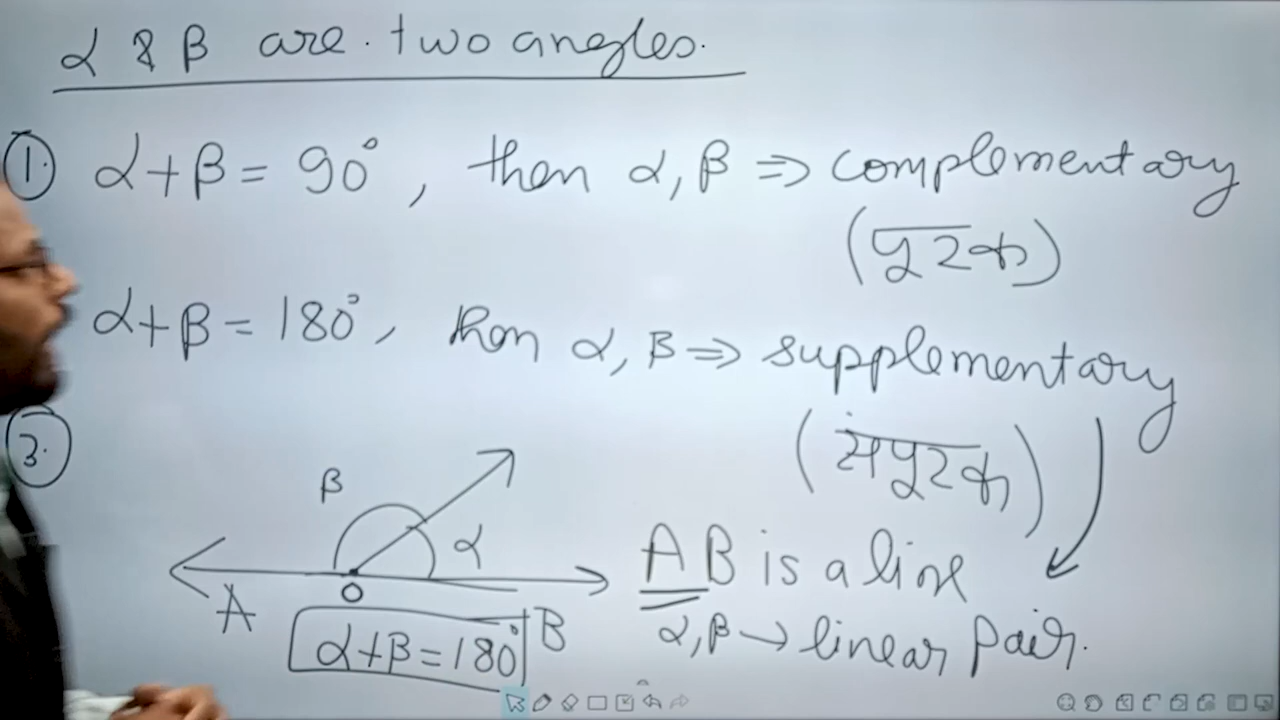 α & β are two angles.
1. α+β = 90°, then α, β ⇒ complementary
(पुरक)
α+β = 180°, then α, β ⇒ supplementary
(संपुरक)
3.
β
α
AB is a line
A O B
α+β = 180°
α, β → linear pair.